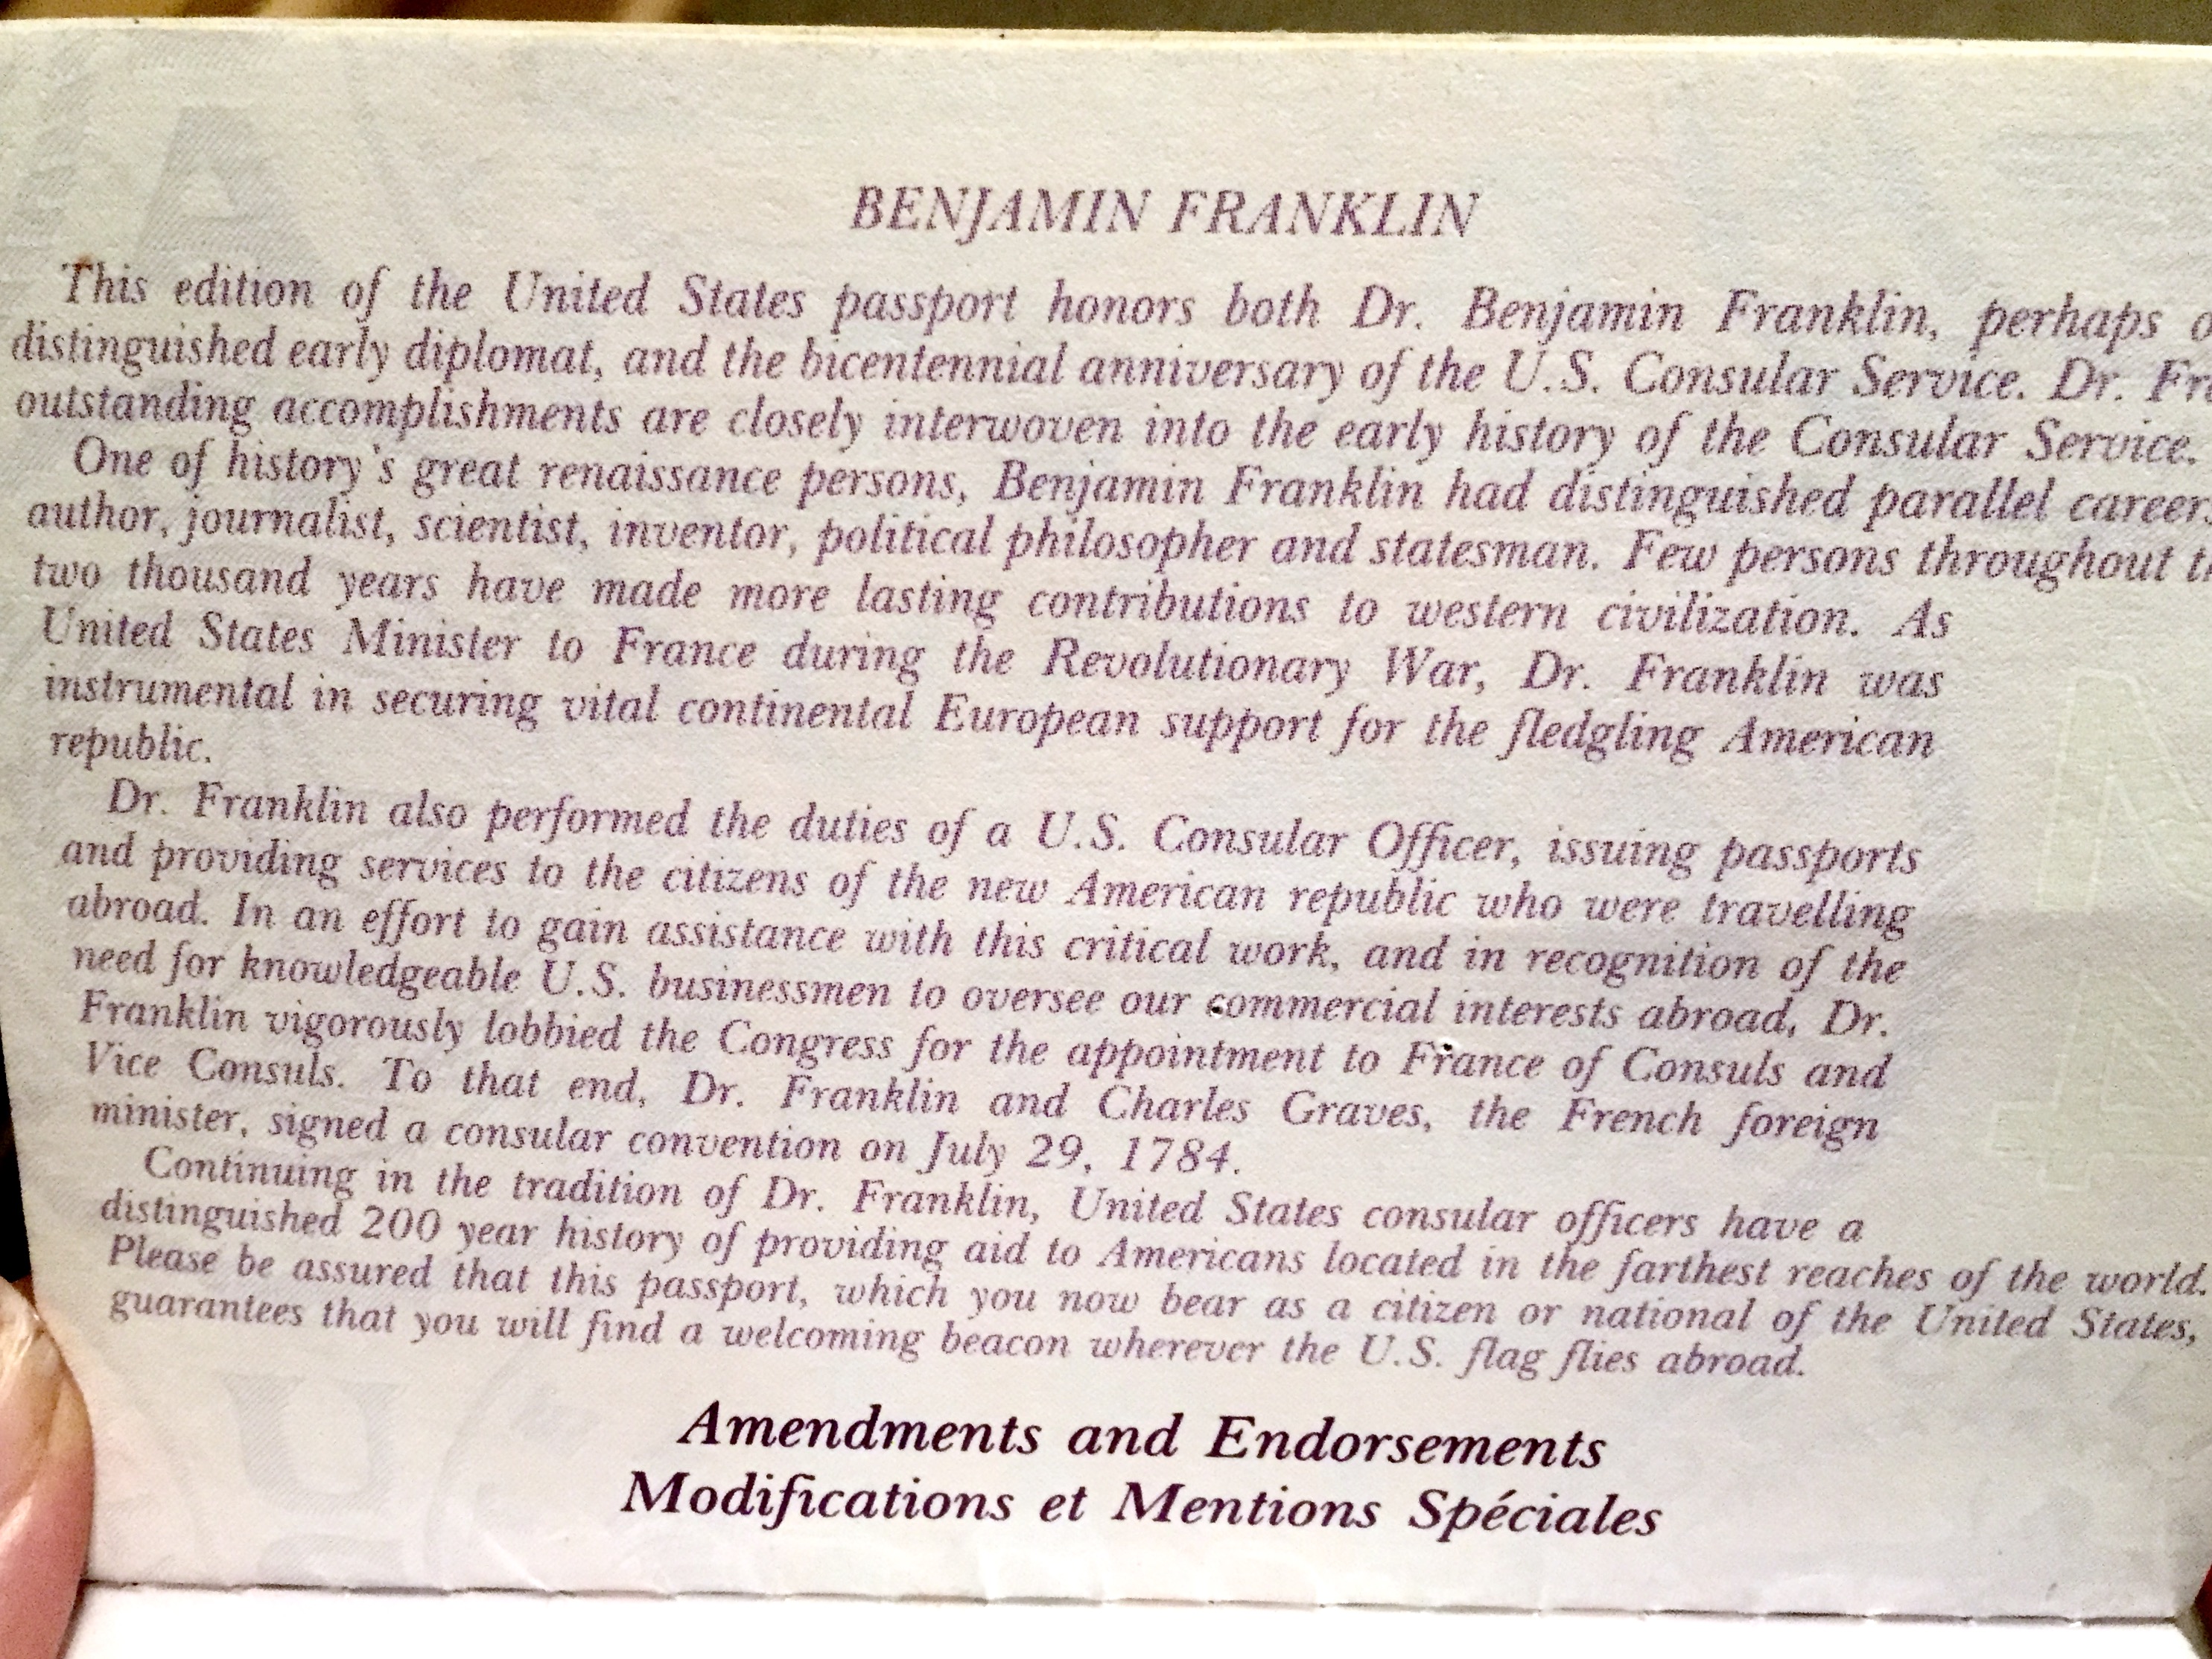 BENJAMIN FRANKLIN
This edition of the United States passport honors both Dr. Benjamin Franklin, perhaps
distinguished early diplomat, and the bicentennial anniversary of the U.S. Consular Service. Dr.
outstanding accomplishments are closely interwoven into the early history of the Consular Service.
One of history's great renaissance persons, Benjamin Franklin had distinguished parallel
author, journalist, scientist, inventor, political philosopher and statesman. Few persons throughout
two thousand years have made more lasting contributions to western civilization. As
United States Minister to France during the Revolutionary War, Dr. Franklin was
instrumental in securing vital continental European support for the fledgling American
republic.
Dr. Franklin also performed the duties of a U.S. Consular Officer, issuing passports
and providing services to the citizens of the new American republic who were travelling
abroad. In an effort to gain assistance with this critical work, and in recognition of the
need for knowledgeable U.S. businessmen to oversee our commercial interests abroad, Dr.
Franklin vigorously lobbied the Congress for the appointment to France of Consuls and
Vice Consuls. To that end, Dr. Franklin and Charles Graves, the French foreign
minister, signed a consular convention on July 29, 1784.
Continuing in the tradition of Dr. Franklin, United States consular officers have a
distinguished 200 year history of providing aid to Americans located in the farthest reaches of the world.
Please be assured that this passport, which you now bear as a citizen or national of the United States,
guarantees that you will find a welcoming beacon wherever the U.S. flag flies abroad.
Amendments and Endorsements
Modifications et Mentions Spéciales